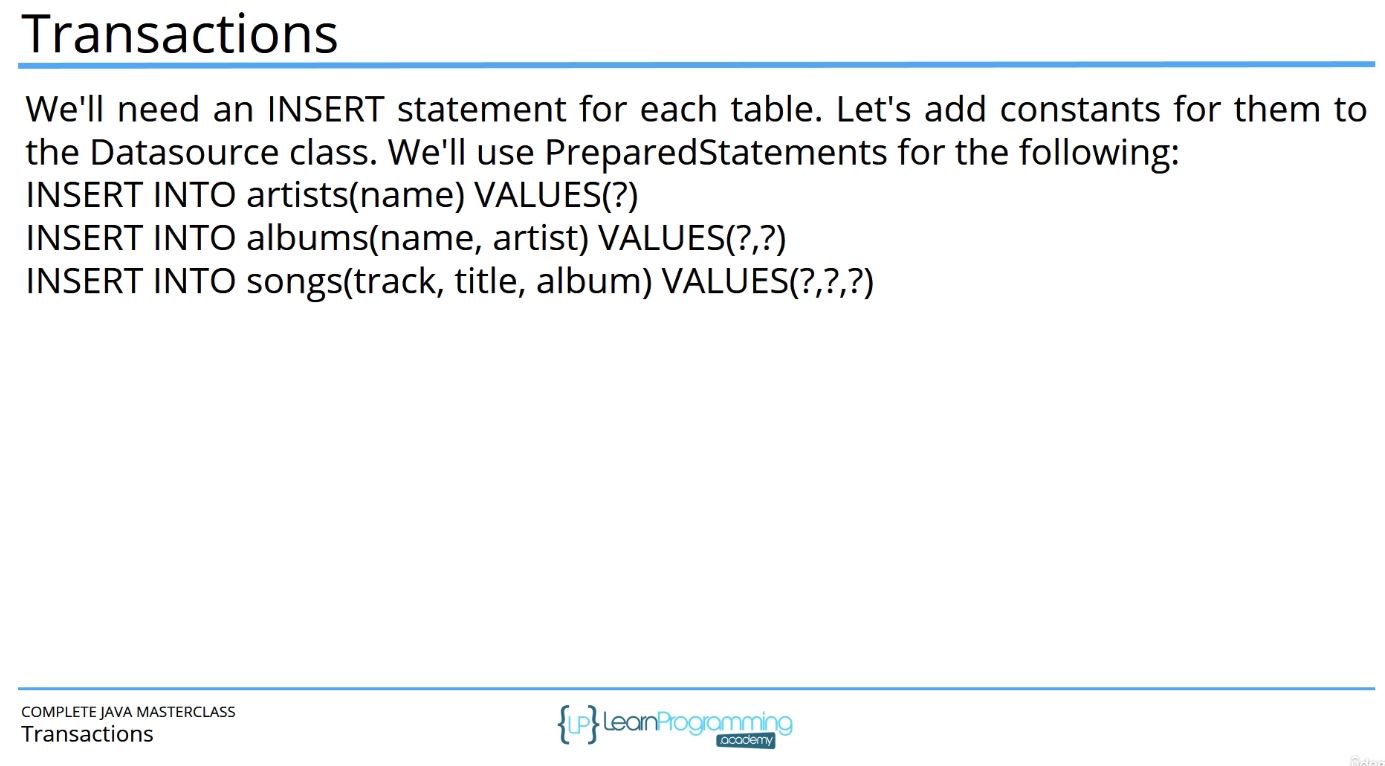 Transactions
We'll need an INSERT statement for each table. Let's add constants for them to
the Datasource class. We'll use PreparedStatements for the following:
INSERT INTO artists(name) VALUES(?)
INSERT INTO albums(name, artist) VALUES(?,?)
INSERT INTO songs(track, title, album) VALUES(?,?,?)
COMPLETE JAVA MASTERCLASS
Transactions
{LP} LearnProgramming
.academy